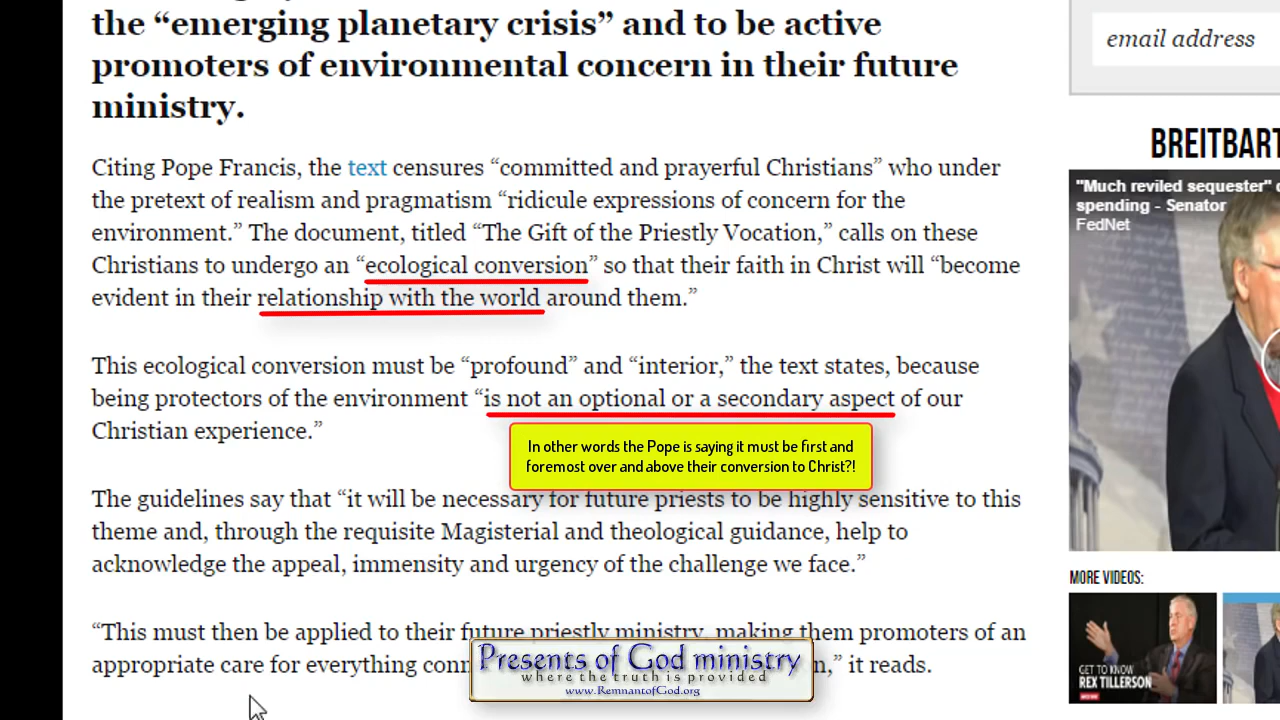 the “emerging planetary crisis” and to be active
promoters of environmental concern in their future
ministry.
Citing Pope Francis, the text censures “committed and prayerful Christians” who under
the pretext of realism and pragmatism “ridicule expressions of concern for the
environment.” The document, titled “The Gift of the Priestly Vocation,” calls on these
Christians to undergo an “ecological conversion” so that their faith in Christ will “become
evident in their relationship with the world around them.”
This ecological conversion must be “profound” and “interior,” the text states, because
being protectors of the environment “is not an optional or a secondary aspect of our
Christian experience.”
In other words the Pope is saying it must be first and
foremost over and above their conversion to Christ?!
The guidelines say that “it will be necessary for future priests to be highly sensitive to this
theme and, through the requisite Magisterial and theological guidance, help to
acknowledge the appeal, immensity and urgency of the challenge we face.”
“This must then be applied to their future priestly ministry, making them promoters of an
appropriate care for everything ,” it reads.
Presents of God ministry
where the truth is provided
www.RemnantofGod.org
email address
BREITBART
"Much reviled sequester"
spending - Senator
FedNet
MORE VIDEOS:
GET TO KNOW
REX TILLERSON